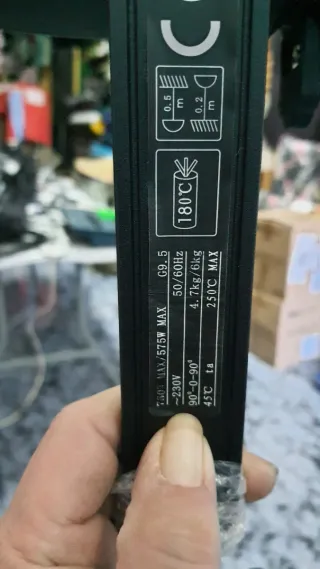 0.5 m
0.2 m
180℃
MAX/575W MAX G9.5
~230V 50/60Hz
90°-0-90° 4.7kg/6kg
45℃ ta 250℃ MAX